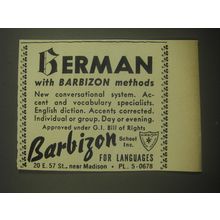 GERMAN
with BARBIZON methods
New conversational system. Ac-
cent and vocabulary specialists.
English diction. Accents corrected.
Individual or group. Day or evening.
Approved under G.I. Bill of Rights
Barbizon School Inc.
FOR LANGUAGES
20 E. 57 St., near Madison • PL. 5-0678